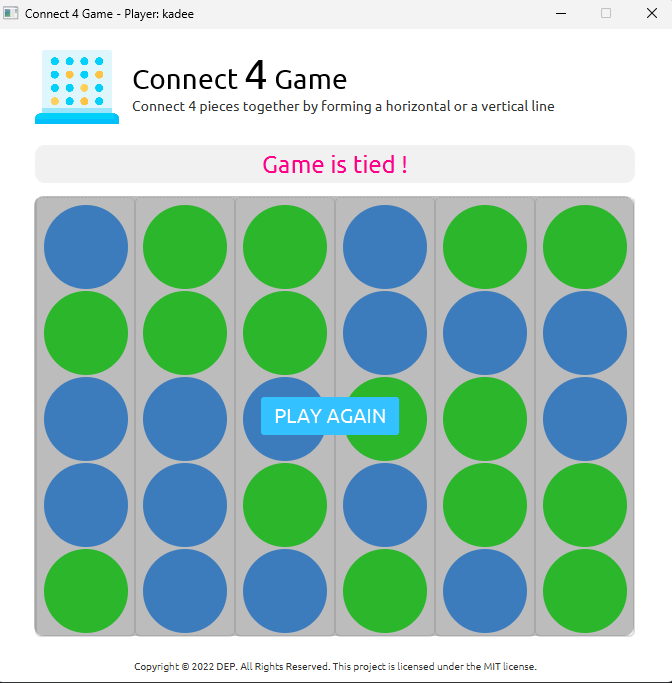 Connect 4 Game - Player: kadee
Connect 4 Game
Connect 4 pieces together by forming a horizontal or a vertical line
Game is tied !
PLAY AGAIN
Copyright © 2022 DEP. All Rights Reserved. This project is licensed under the MIT license.